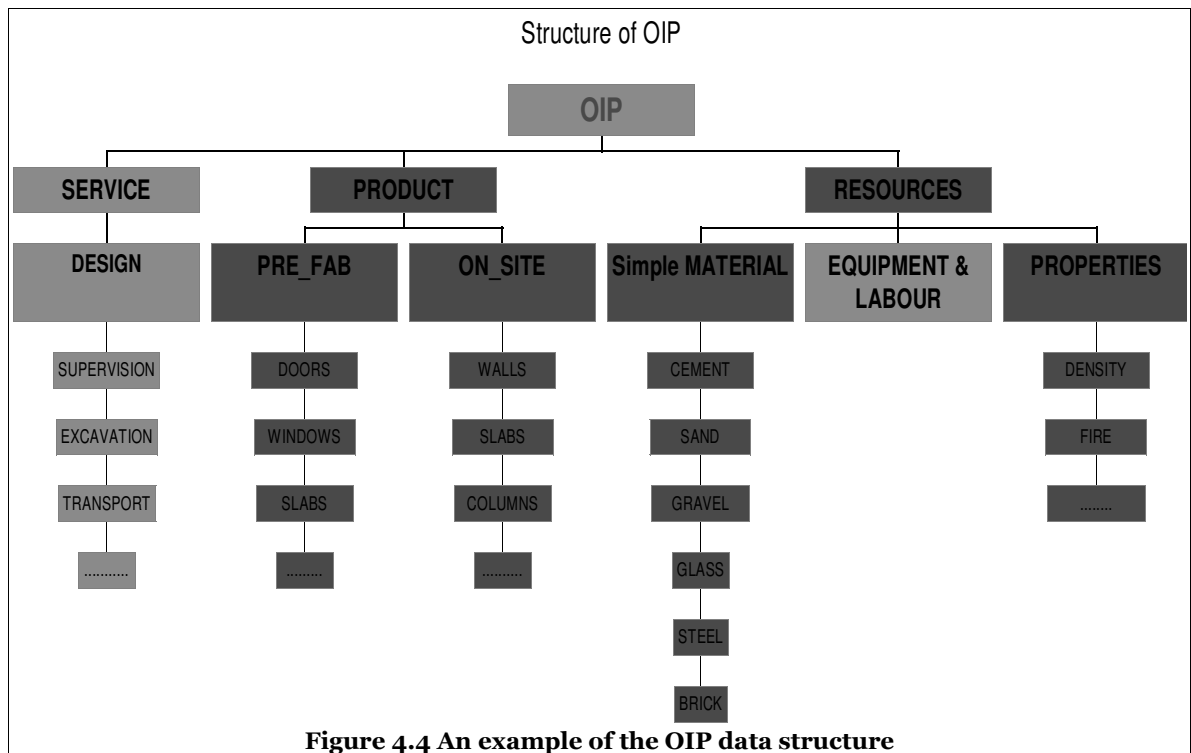 Structure of OIP
OIP
SERVICE
PRODUCT
RESOURCES
DESIGN
PRE_FAB
ON_SITE
Simple MATERIAL
EQUIPMENT &
LABOUR
PROPERTIES
SUPERVISION
DOORS
WALLS
CEMENT
DENSITY
EXCAVATION
WINDOWS
SLABS
SAND
FIRE
TRANSPORT
SLABS
COLUMNS
GRAVEL
........
...........
.........
..........
GLASS
STEEL
BRICK
Figure 4.4 An example of the OIP data structure